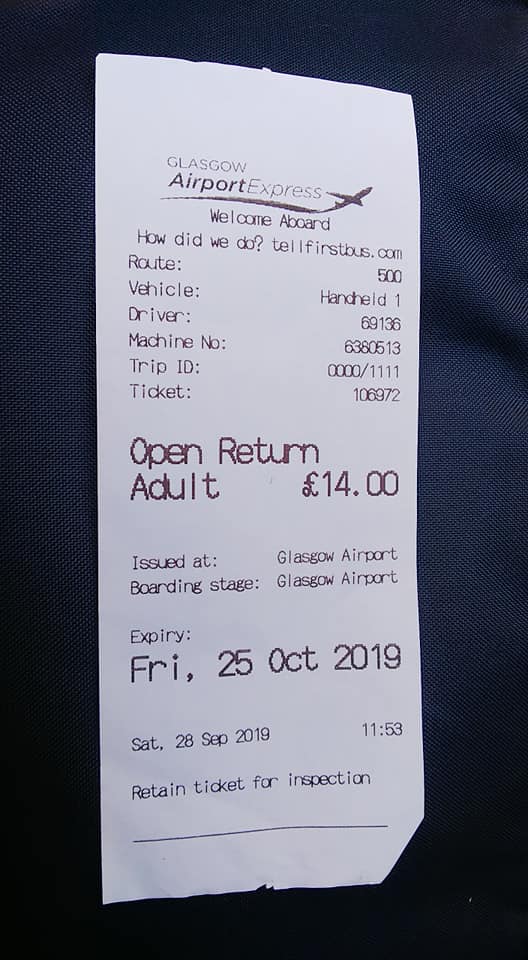 GLASGOW
AirportExpress
Welcome Aboard
How did we do? tellfirstbus.com
Route: 500
Vehicle: Handheld 1
Driver: 69136
Machine No: 6380513
Trip ID: 0000/1111
Ticket: 106972
Open Return
Adult £14.00
Issued at: Glasgow Airport
Boarding stage: Glasgow Airport
Expiry:
Fri, 25 Oct 2019
Sat, 28 Sep 2019 11:53
Retain ticket for inspection